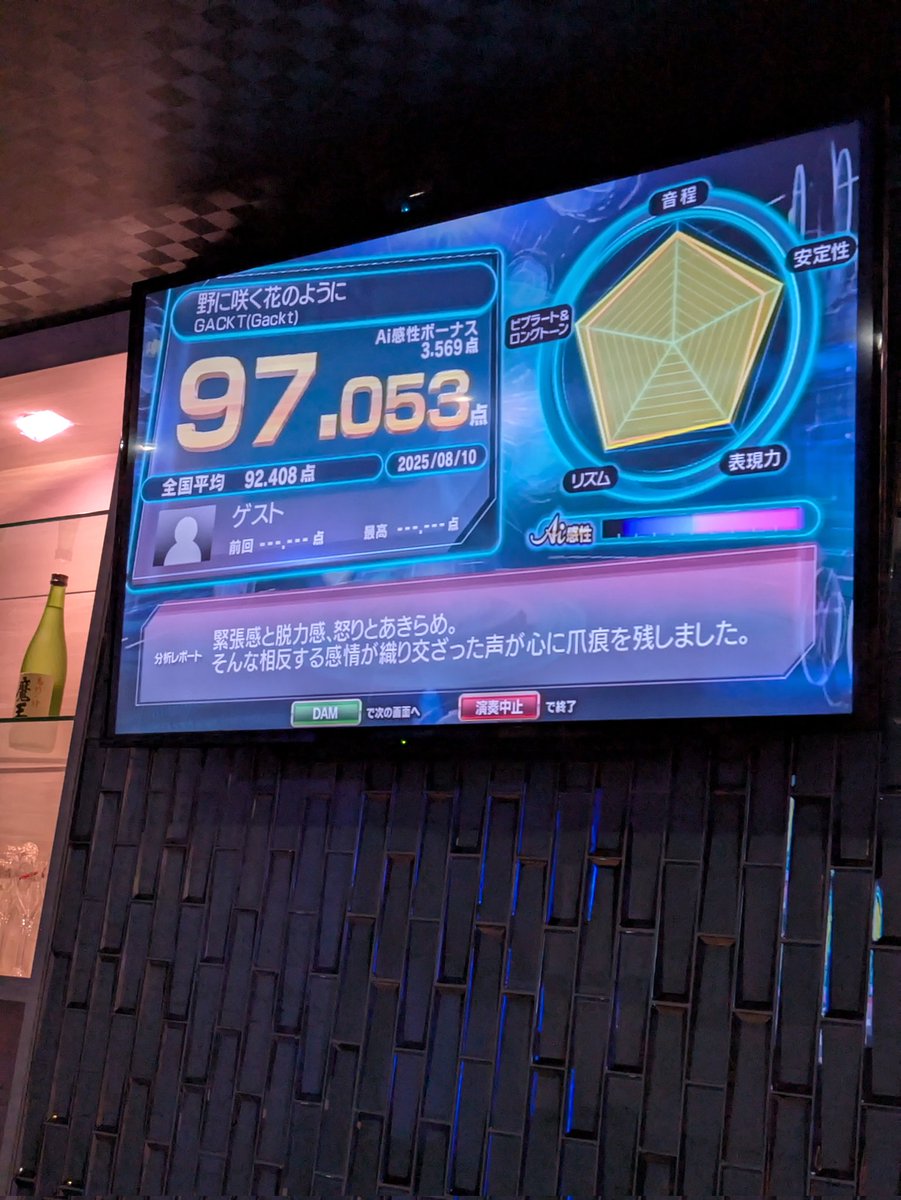 野に咲く花のように
GACKT(Gackt)
Ai感性ボーナス
3.569点
97.053点
全国平均 92.408点
2025/08/10
ゲスト
前回 ---.--- 点 最高 ---.--- 点
音程
安定性
ビブラート&
ロングトーン
リズム
表現力
Ai感性
分析レポート
緊張感と脱力感、怒りとあきらめ。
そんな相反する感情が織り交ざった声が心に爪痕を残しました。
DAM で次の画面へ 演奏中止 で終了
魔王